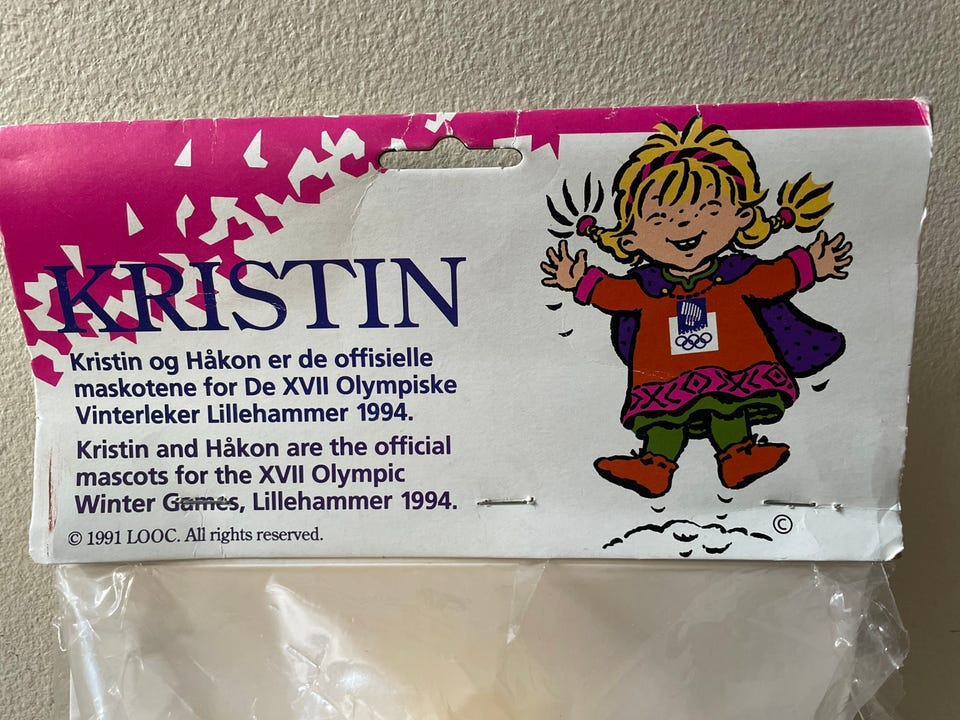 KRISTIN
Kristin og Håkon er de offisielle
maskotene for De XVII Olympiske
Vinterleker Lillehammer 1994.
Kristin and Håkon are the official
mascots for the XVII Olympic
Winter Games, Lillehammer 1994.
© 1991 LOOC. All rights reserved.
©